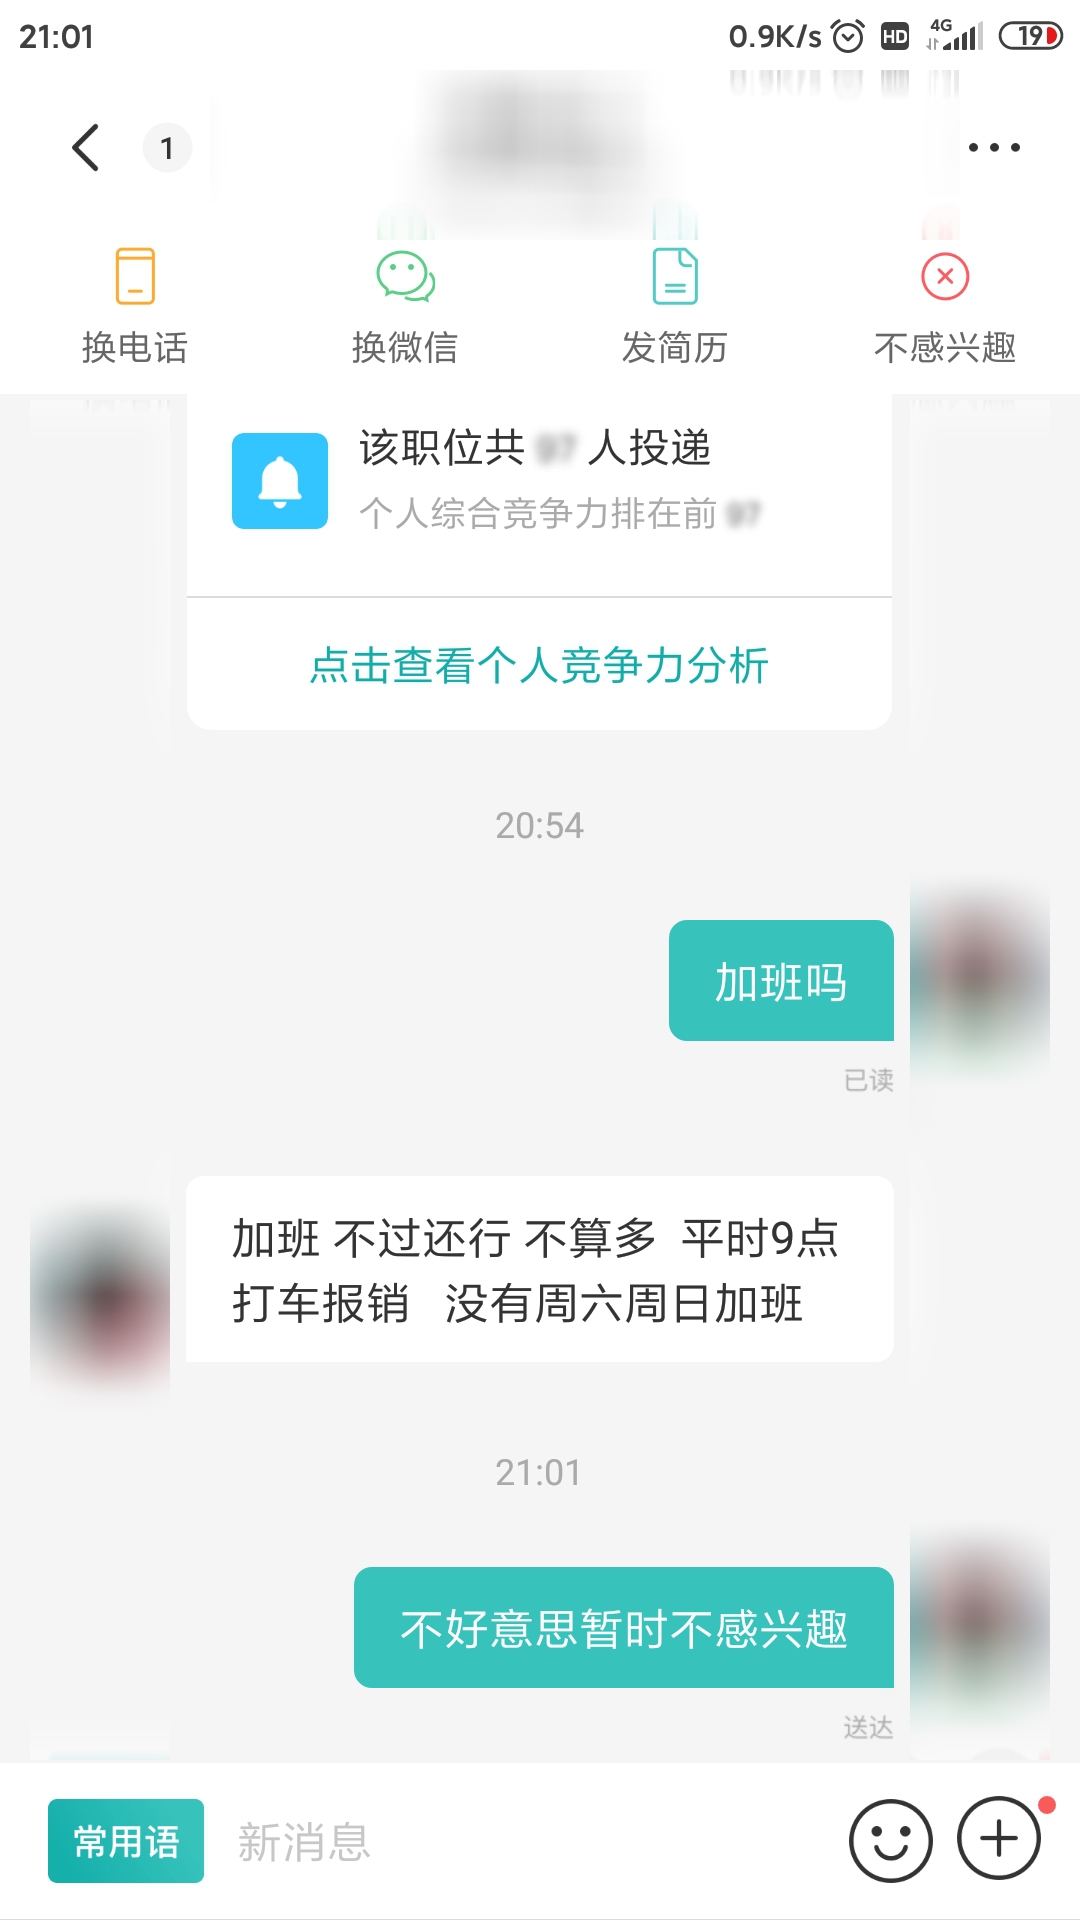 21:01 0.9K/s HD 4G 19
1
换电话 换微信 发简历 不感兴趣
该职位共 97 人投递
个人综合竞争力排在前 97
点击查看个人竞争力分析
20:54
加班吗
已读
加班 不过还行 不算多 平时9点
打车报销 没有周六周日加班
21:01
不好意思暂时不感兴趣
送达
常用语 新消息